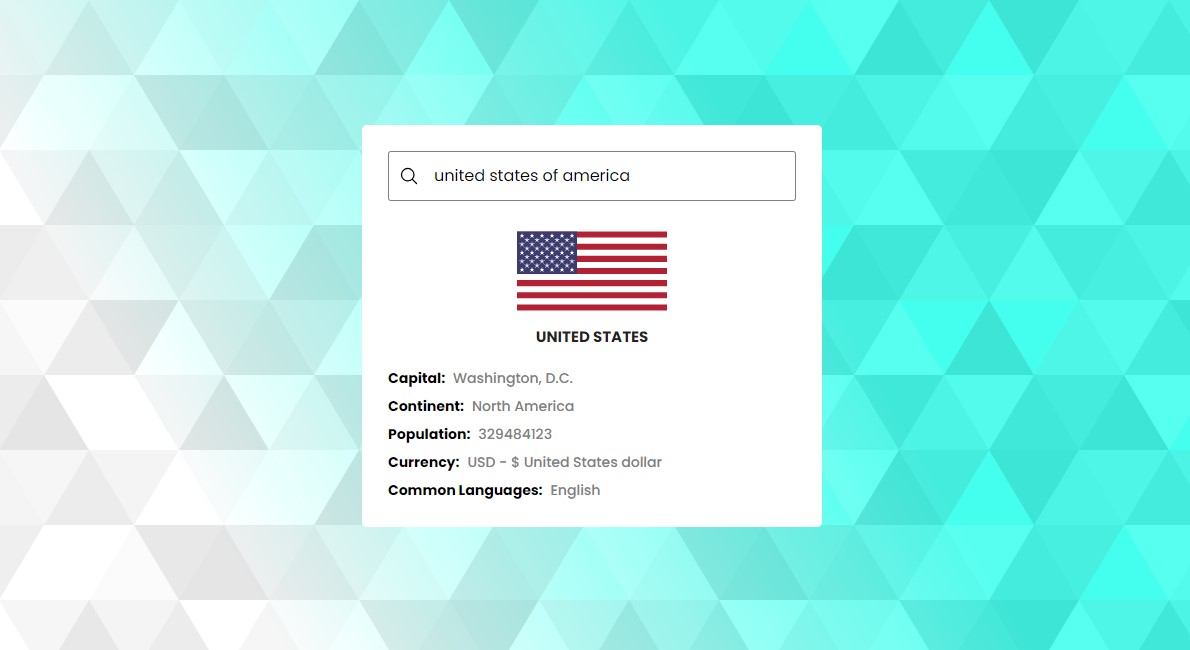 united states of america
UNITED STATES
Capital: Washington, D.C.
Continent: North America
Population: 329484123
Currency: USD - $ United States dollar
Common Languages: English